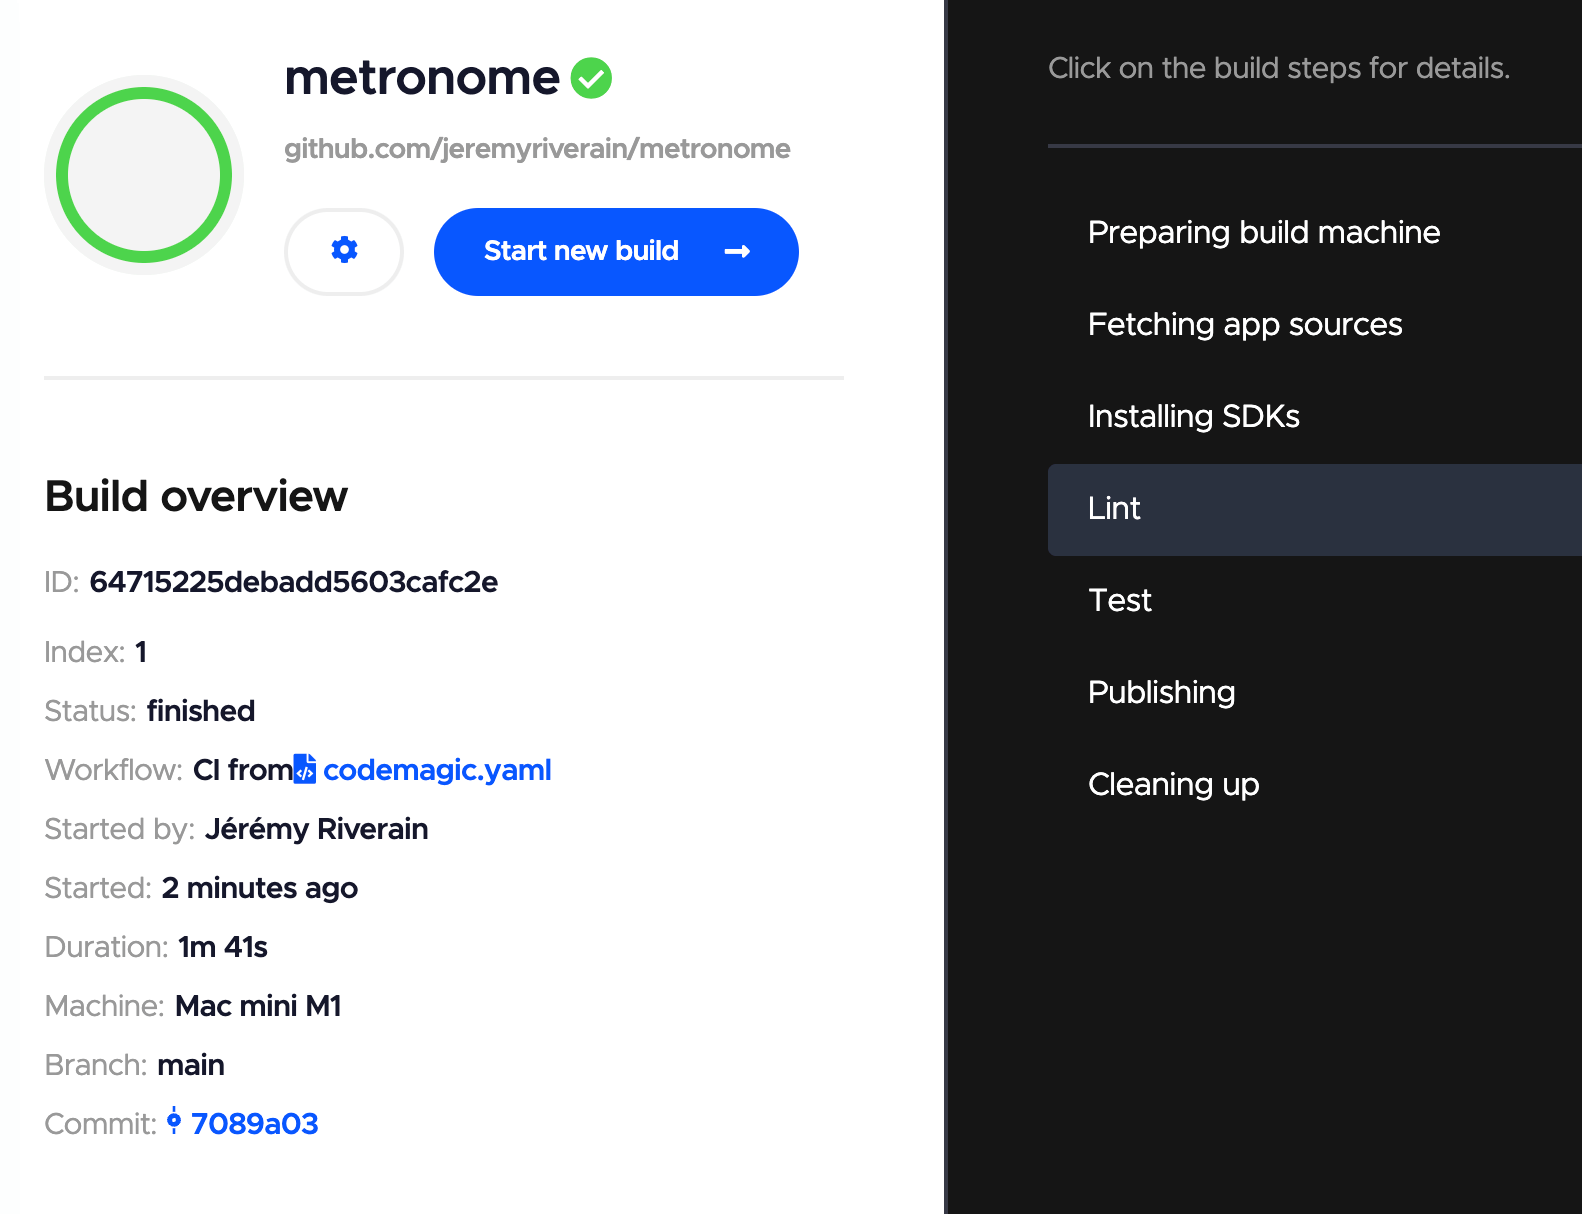 metronome
github.com/jeremyriverain/metronome
Start new build
Build overview
ID: 64715225debadd5603cafc2e
Index: 1
Status: finished
Workflow: CI from codemagic.yaml
Started by: Jérémy Riverain
Started: 2 minutes ago
Duration: 1m 41s
Machine: Mac mini M1
Branch: main
Commit: 7089a03
Click on the build steps for details.
Preparing build machine
Fetching app sources
Installing SDKs
Lint
Test
Publishing
Cleaning up